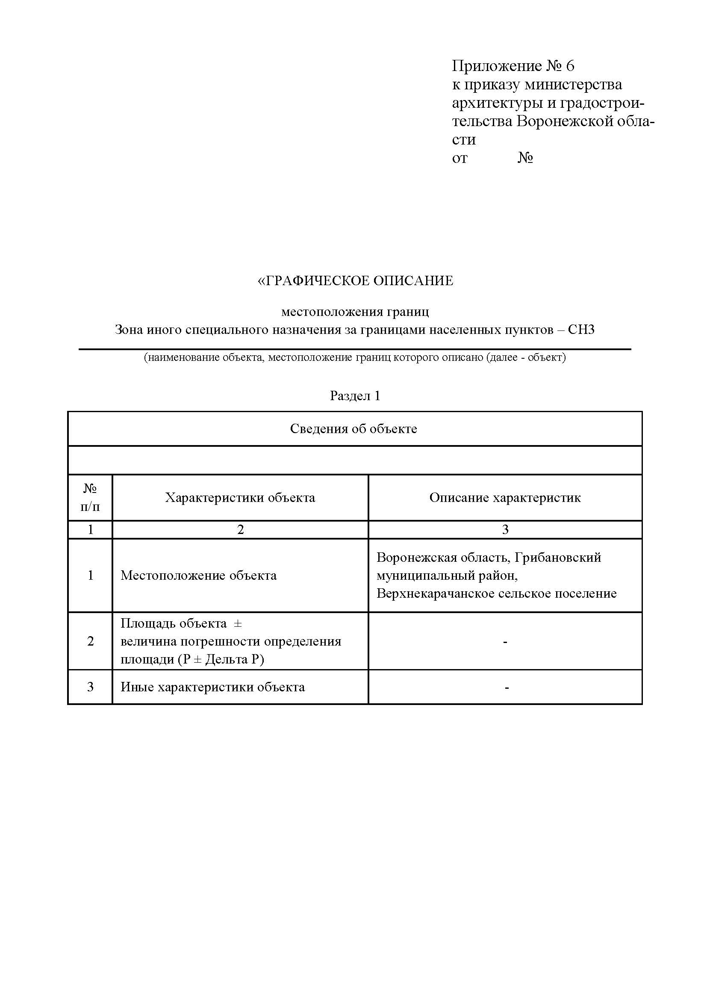 Приложение № 6
к приказу министерства
архитектуры и градострои-
тельства Воронежской обла-
сти
от №
«ГРАФИЧЕСКОЕ ОПИСАНИЕ
местоположения границ
Зона иного специального назначения за границами населенных пунктов – СН3
(наименование объекта, местоположение границ которого описано (далее - объект)
Раздел 1
Сведения об объекте
№
п/п
Характеристики объекта
Описание характеристик
1
2
3
1
Местоположение объекта
Воронежская область, Грибановский
муниципальный район,
Верхнекарачанское сельское поселение
2
Площадь объекта ±
величина погрешности определения
площади (Р ± Дельта Р)
-
3
Иные характеристики объекта
-